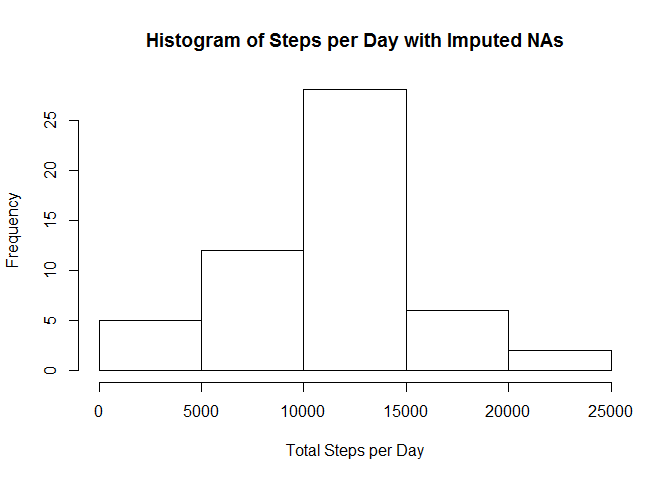 Histogram of Steps per Day with Imputed NAs
Frequency
25
20
15
10
5
0
0 5000 10000 15000 20000 25000
Total Steps per Day